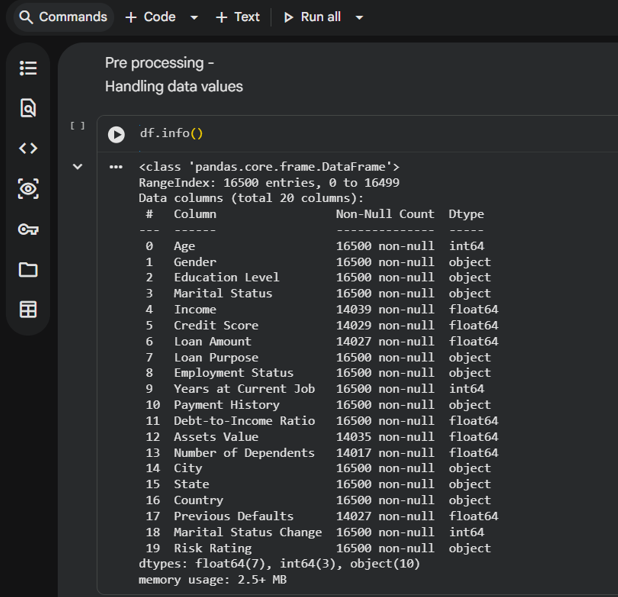 Commands + Code + Text Run all
Pre processing -
Handling data values
[ ] df.info()
... <class 'pandas.core.frame.DataFrame'>
RangeIndex: 16500 entries, 0 to 16499
Data columns (total 20 columns):
#   Column                  Non-Null Count  Dtype
---  ------                  --------------  -----
0   Age                     16500 non-null  int64
1   Gender                  16500 non-null  object
2   Education Level         16500 non-null  object
3   Marital Status          16500 non-null  object
4   Income                  14039 non-null  float64
5   Credit Score            14029 non-null  float64
6   Loan Amount             14027 non-null  float64
7   Loan Purpose            16500 non-null  object
8   Employment Status       16500 non-null  object
9   Years at Current Job    16500 non-null  int64
10  Payment History         16500 non-null  object
11  Debt-to-Income Ratio    16500 non-null  float64
12  Assets Value            14035 non-null  float64
13  Number of Dependents    14017 non-null  float64
14  City                    16500 non-null  object
15  State                   16500 non-null  object
16  Country                 16500 non-null  object
17  Previous Defaults       14027 non-null  float64
18  Marital Status Change   16500 non-null  int64
19  Risk Rating             16500 non-null  object
dtypes: float64(7), int64(3), object(10)
memory usage: 2.5+ MB